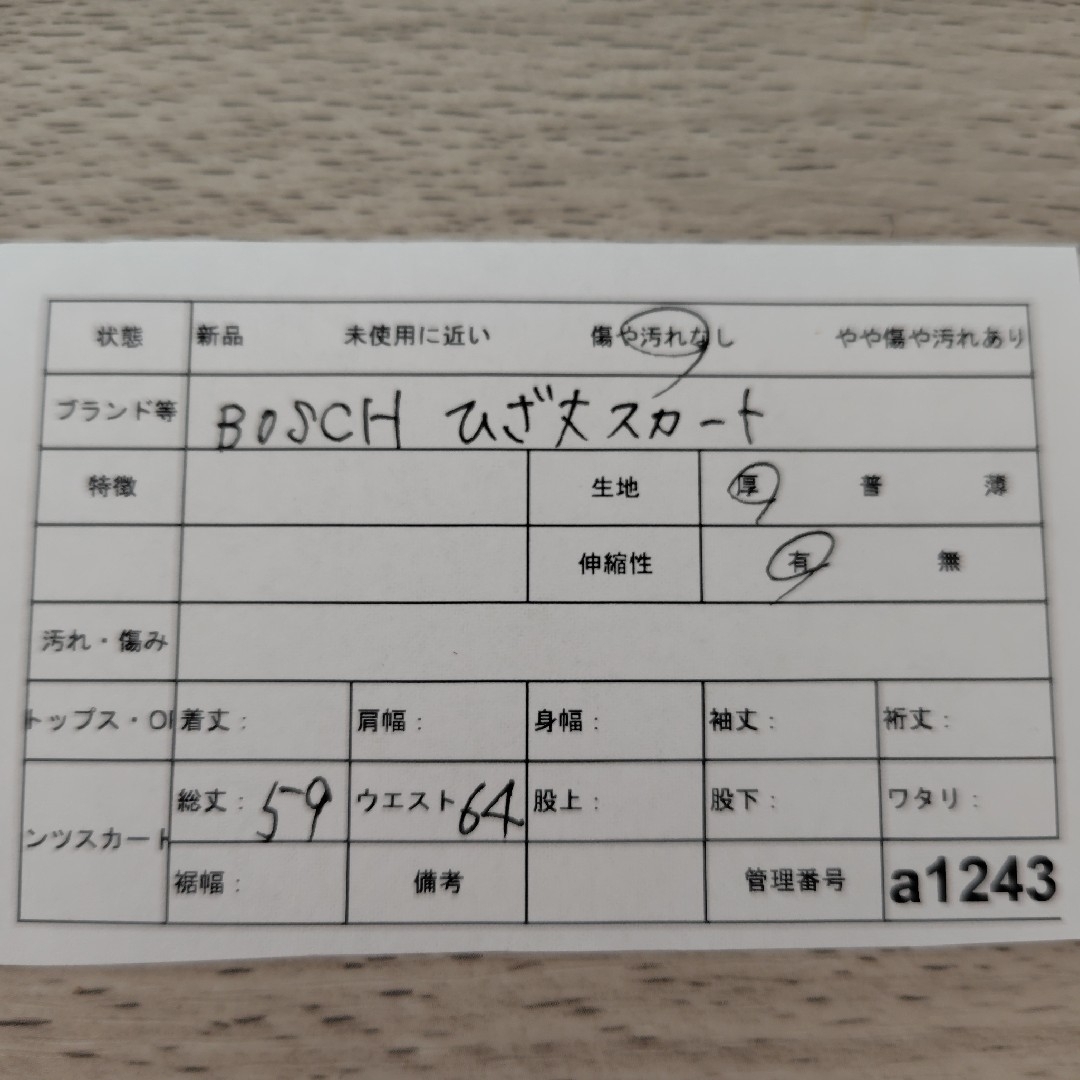 状態 新品 未使用に近い 傷や汚れなし やや傷や汚れあり
ブランド等 BOSCH ひざ丈スカート
特徴 生地 厚 普 薄
伸縮性 有 無
汚れ・傷み
トップス・OP 着丈： 肩幅： 身幅： 袖丈： 裄丈：
ンツスカート 総丈：59 ウエスト64 股上： 股下： ワタリ：
裾幅： 備考 管理番号 a1243